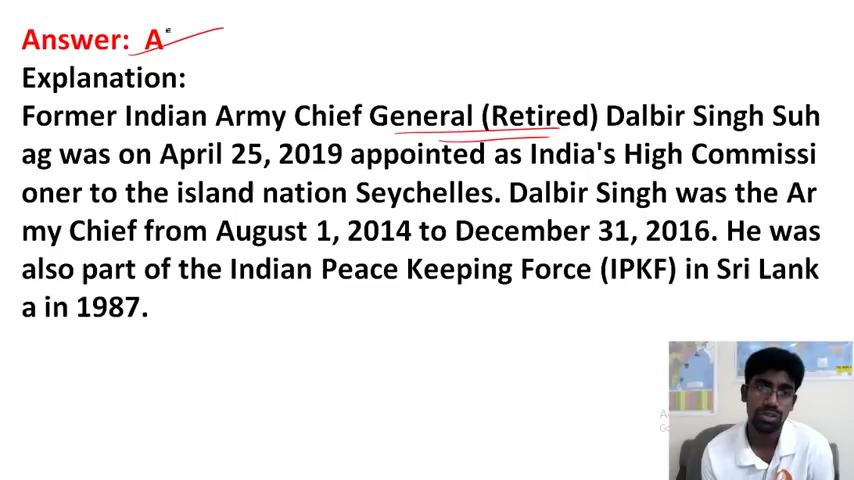 Answer: A
Explanation:
Former Indian Army Chief General (Retired) Dalbir Singh Suh
ag was on April 25, 2019 appointed as India's High Commissi
oner to the island nation Seychelles. Dalbir Singh was the Ar
my Chief from August 1, 2014 to December 31, 2016. He was
also part of the Indian Peace Keeping Force (IPKF) in Sri Lank
a in 1987.